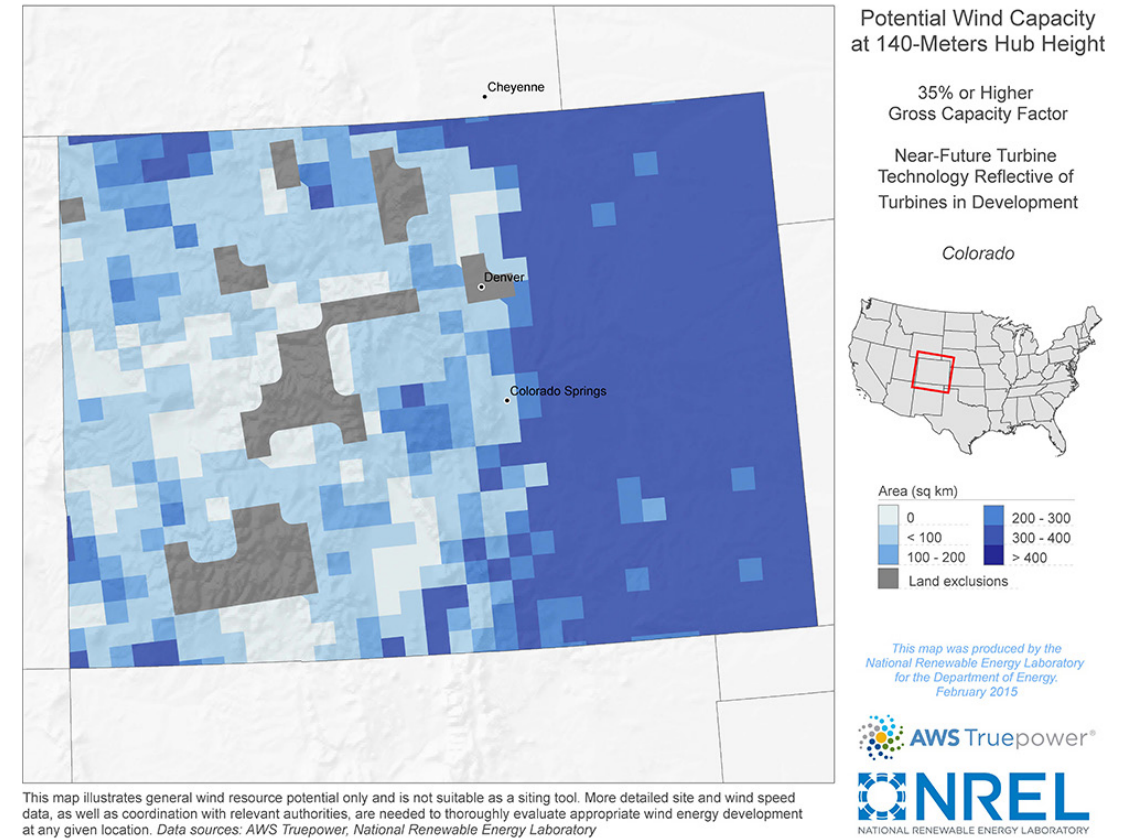 Potential Wind Capacity
at 140-Meters Hub Height
35% or Higher
Gross Capacity Factor
Near-Future Turbine
Technology Reflective of
Turbines in Development
Colorado
Cheyenne
Denver
Colorado Springs
Area (sq km)
0
< 100
100 - 200
200 - 300
300 - 400
> 400
Land exclusions
This map was produced by the
National Renewable Energy Laboratory
for the Department of Energy.
February 2015
AWS Truepower®
NREL
NATIONAL RENEWABLE ENERGY LABORATORY
This map illustrates general wind resource potential only and is not suitable as a siting tool. More detailed site and wind speed
data, as well as coordination with relevant authorities, are needed to thoroughly evaluate appropriate wind energy development
at any given location. Data sources: AWS Truepower, National Renewable Energy Laboratory